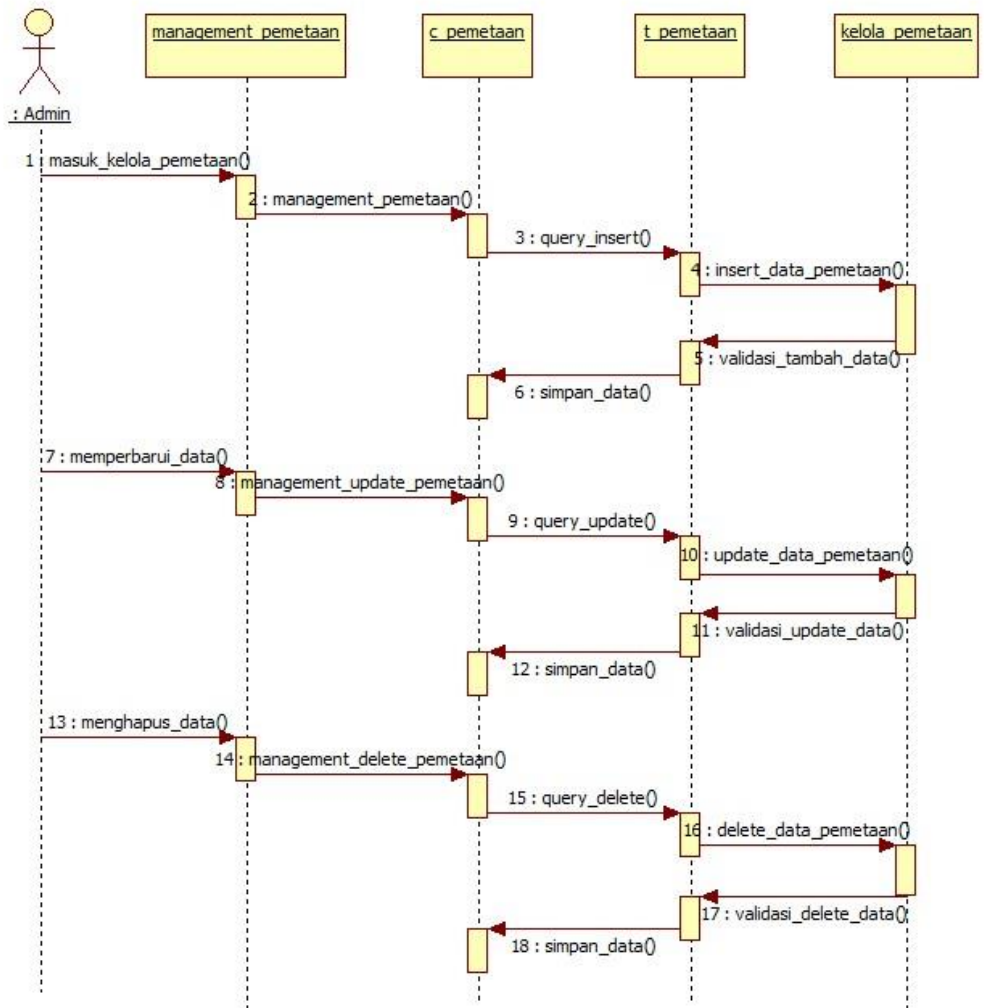 management_pemetaan
c_pemetaan
t_pemetaan
kelola_pemetaan
: Admin
1 : masuk_kelola_pemetaan()
2 : management_pemetaan()
3 : query_insert()
4 : insert_data_pemetaan()
5 : validasi_tambah_data()
6 : simpan_data()
7 : memperbarui_data()
8 : management_update_pemetaan()
9 : query_update()
10 : update_data_pemetaan()
11 : validasi_update_data()
12 : simpan_data()
13 : menghapus_data()
14 : management_delete_pemetaan()
15 : query_delete()
16 : delete_data_pemetaan()
17 : validasi_delete_data()
18 : simpan_data()